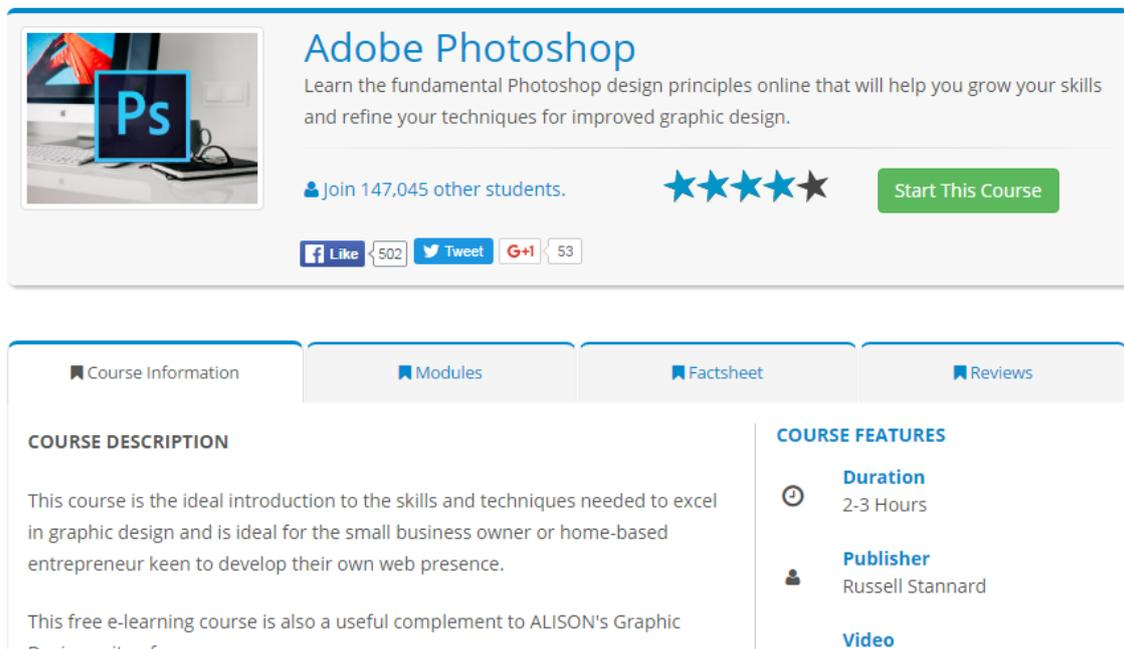 Ps
Adobe Photoshop
Learn the fundamental Photoshop design principles online that will help you grow your skills
and refine your techniques for improved graphic design.
Join 147,045 other students.
Start This Course
Like 502 Tweet G+1 53
Course Information
Modules
Factsheet
Reviews
COURSE DESCRIPTION
This course is the ideal introduction to the skills and techniques needed to excel
in graphic design and is ideal for the small business owner or home-based
entrepreneur keen to develop their own web presence.
This free e-learning course is also a useful complement to ALISON's Graphic
COURSE FEATURES
Duration
2-3 Hours
Publisher
Russell Stannard
Video